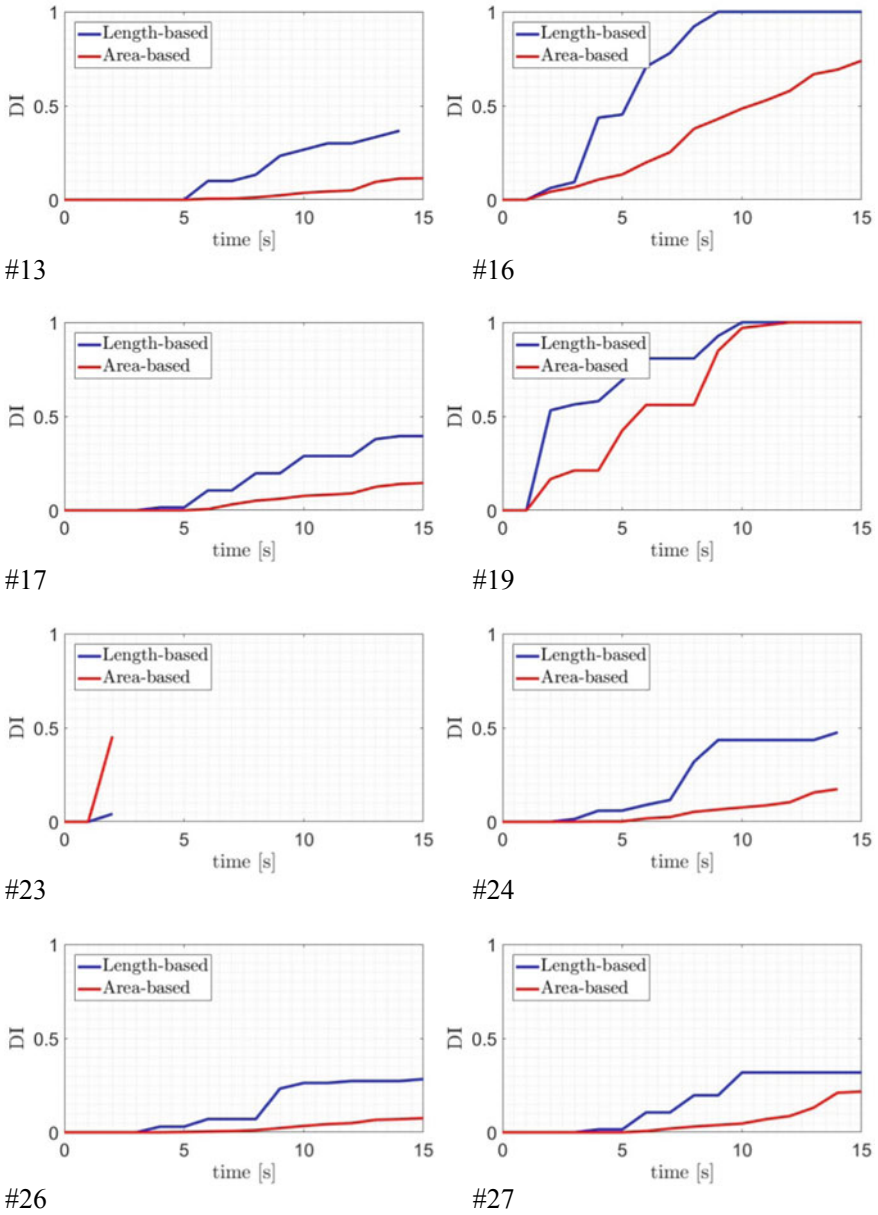 1
Length-based
Area-based
DI
0.5
0
0 5 10 15
time [s]
#13
1
Length-based
Area-based
DI
0.5
0
0 5 10 15
time [s]
#16
1
Length-based
Area-based
DI
0.5
0
0 5 10 15
time [s]
#17
1
Length-based
Area-based
DI
0.5
0
0 5 10 15
time [s]
#19
1
Length-based
Area-based
DI
0.5
0
0 5 10 15
time [s]
#23
1
Length-based
Area-based
DI
0.5
0
0 5 10 15
time [s]
#24
1
Length-based
Area-based
DI
0.5
0
0 5 10 15
time [s]
#26
1
Length-based
Area-based
DI
0.5
0
0 5 10 15
time [s]
#27